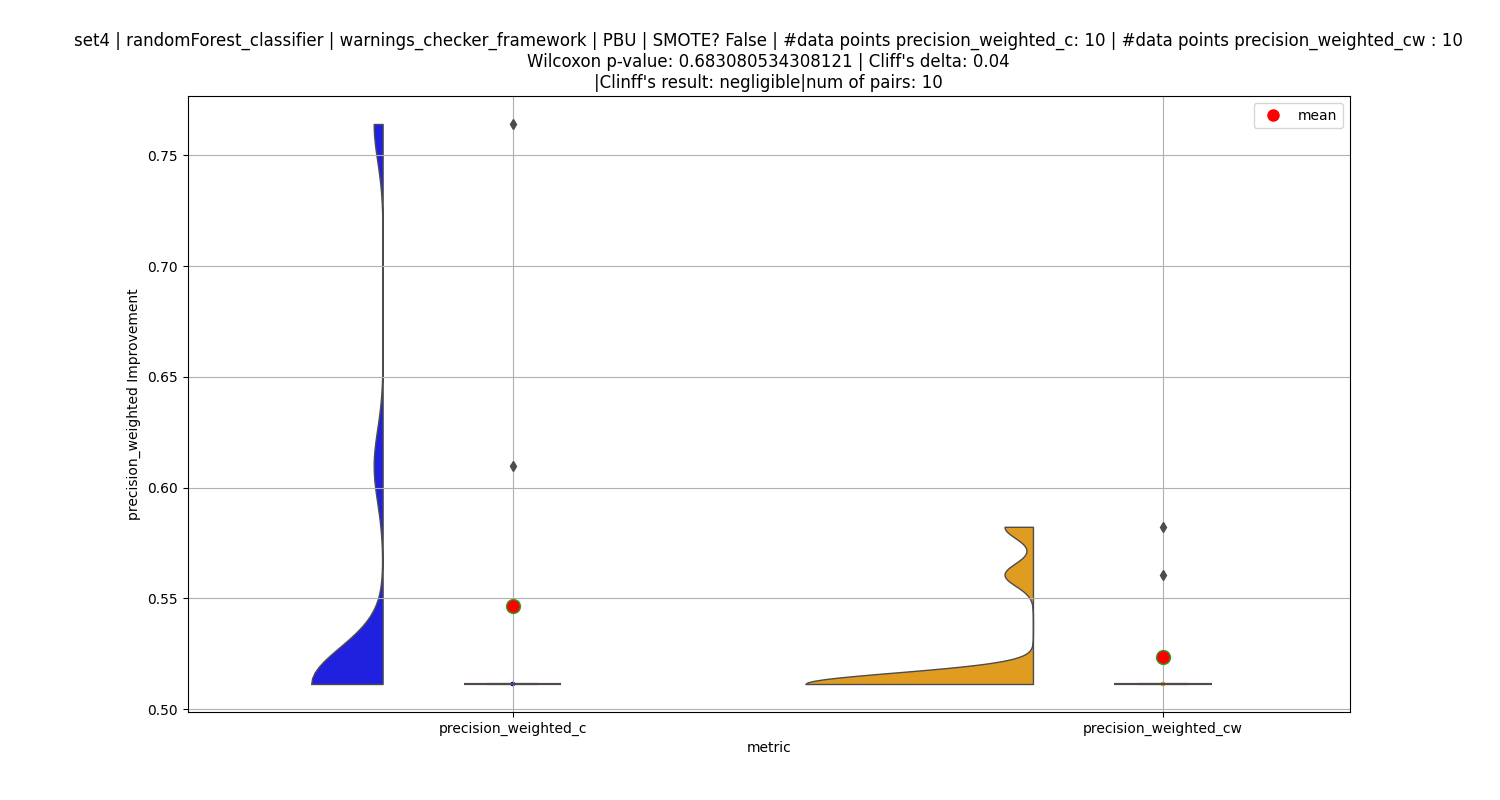 set4 | randomForest_classifier | warnings_checker_framework | PBU | SMOTE? False | #data points precision_weighted_c: 10 | #data points precision_weighted_cw : 10
Wilcoxon p-value: 0.683080534308121 | Cliff's delta: 0.04
|Clinff's result: negligible|num of pairs: 10
mean
0.75
0.70
0.65
0.60
0.55
0.50
precision_weighted Improvement
precision_weighted_c
precision_weighted_cw
metric